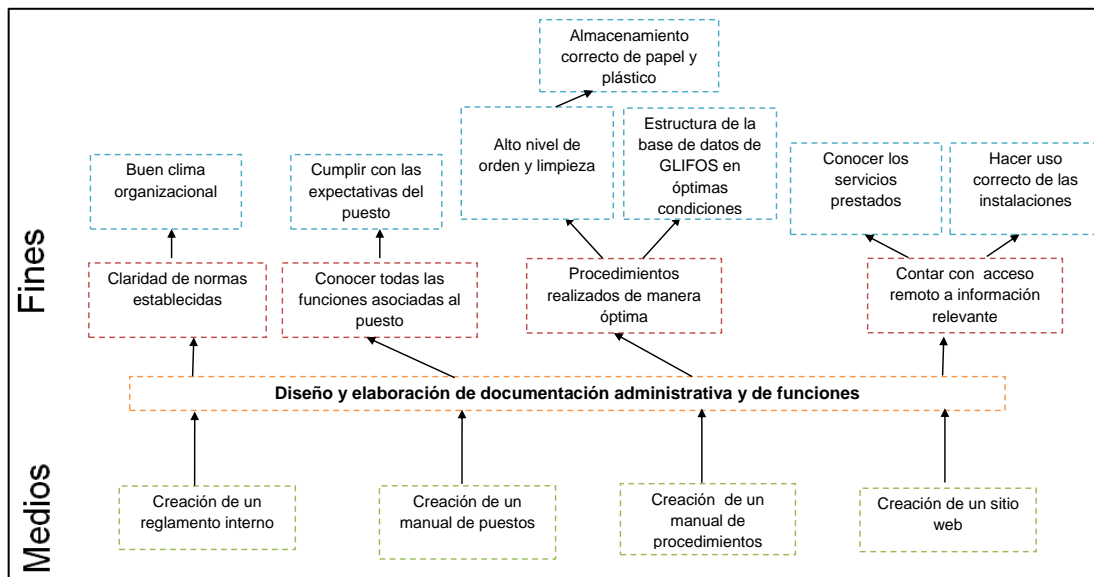 Fines
Almacenamiento
correcto de papel y
plástico
Buen clima
organizacional
Cumplir con las
expectativas del
puesto
Alto nivel de
orden y limpieza
Estructura de la
base de datos de
GLIFOS en
óptimas
condiciones
Conocer los
servicios
prestados
Hacer uso
correcto de las
instalaciones
Claridad de normas
establecidas
Conocer todas las
funciones asociadas al
puesto
Procedimientos
realizados de manera
óptima
Contar con acceso
remoto a información
relevante
Diseño y elaboración de documentación administrativa y de funciones
Medios
Creación de un
reglamento interno
Creación de un
manual de puestos
Creación de un
manual de
procedimientos
Creación de un sitio
web